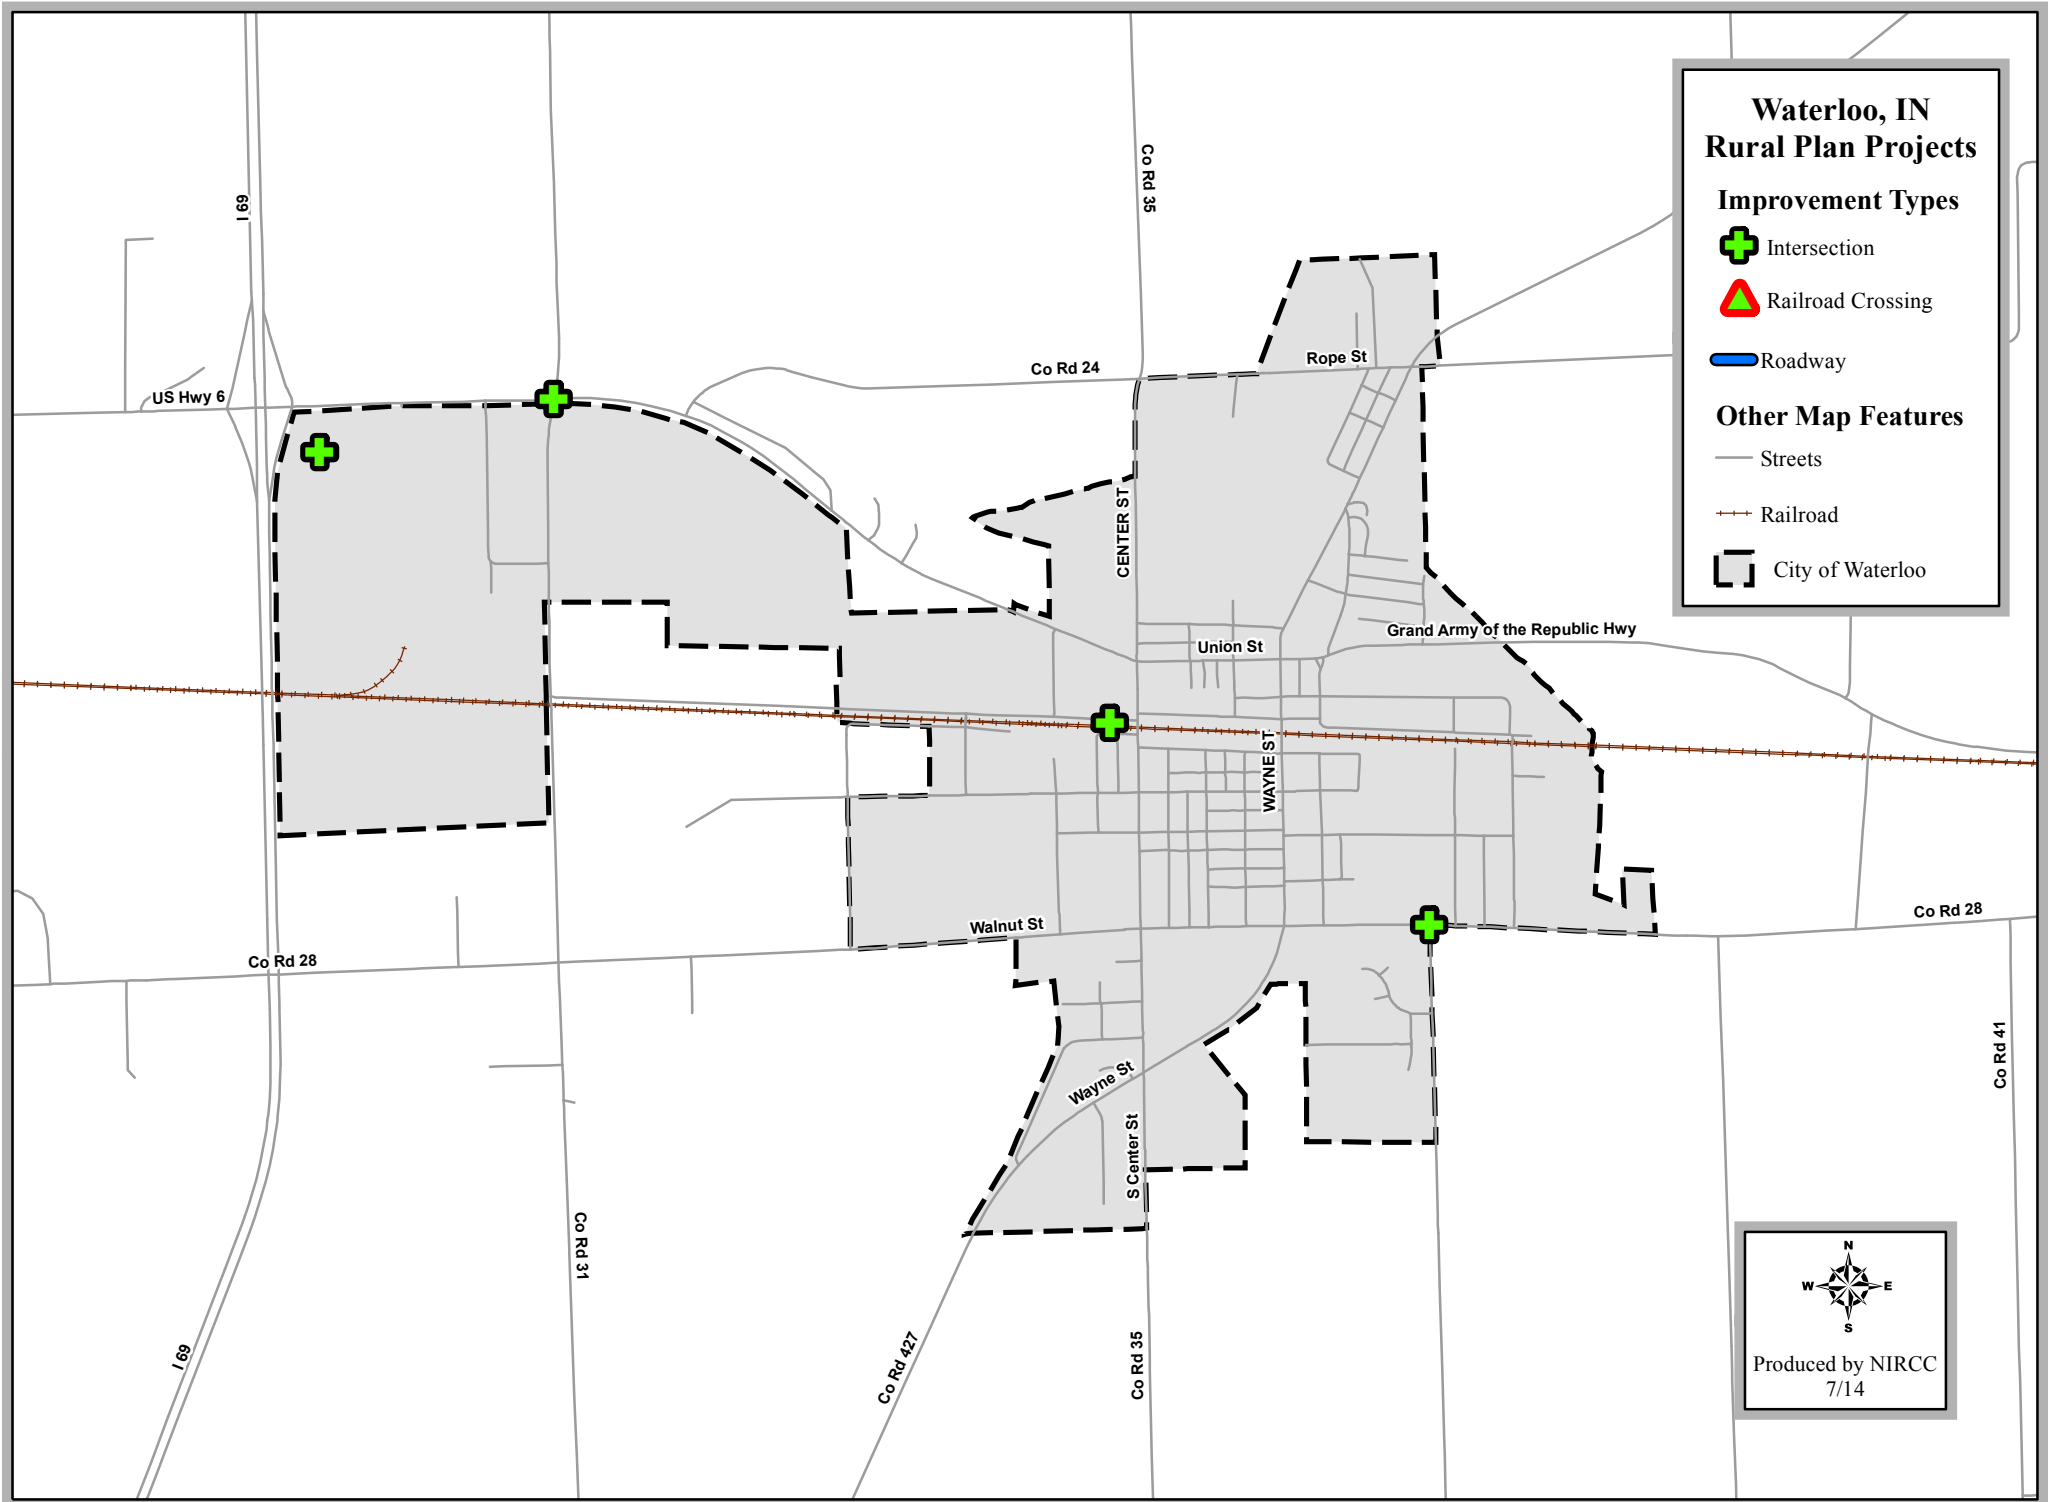 Waterloo, IN
Rural Plan Projects
Improvement Types
Intersection
Railroad Crossing
Roadway
Other Map Features
Streets
Railroad
City of Waterloo
I 69
Co Rd 35
US Hwy 6
Co Rd 24
Rope St
CENTER ST
Union St
Grand Army of the Republic Hwy
WAYNE ST
Walnut St
Co Rd 28
Co Rd 28
Wayne St
S Center St
Co Rd 41
Co Rd 31
I 69
Co Rd 427
Co Rd 35
N
W
E
S
Produced by NIRCC
7/14